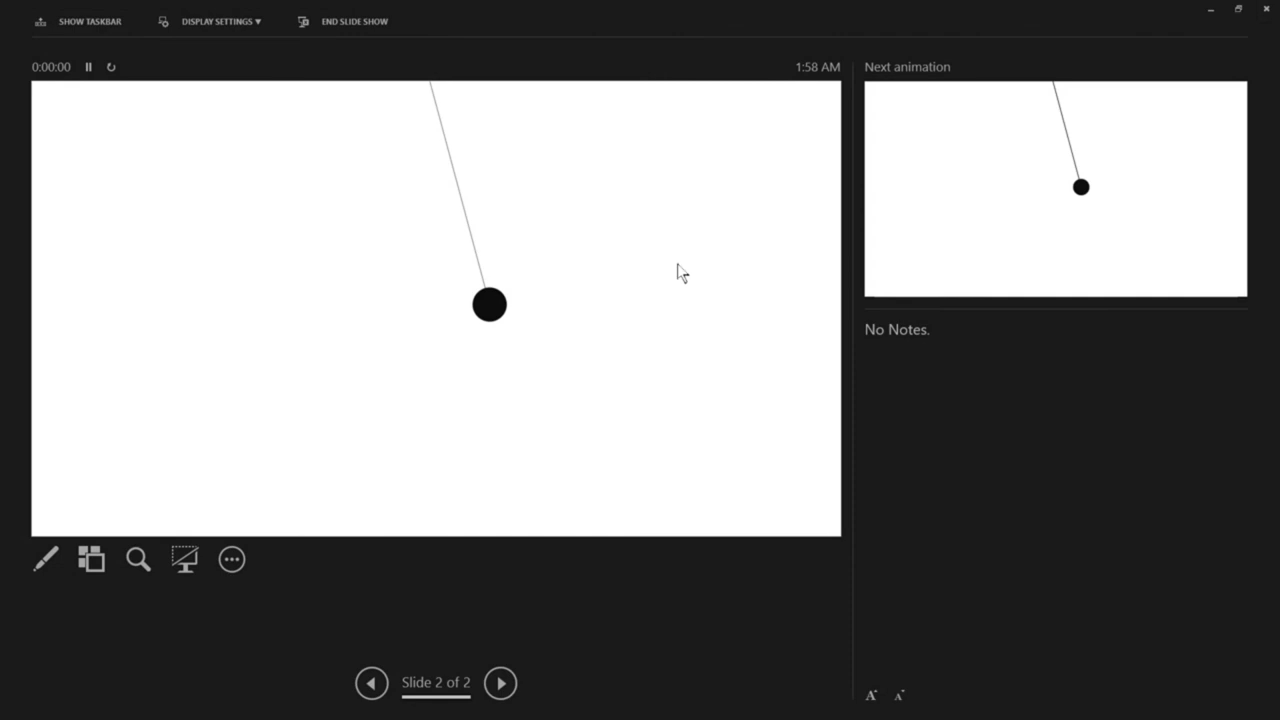 SHOW TASKBAR
DISPLAY SETTINGS ▼
END SLIDE SHOW
0:00:00
1:58 AM
Next animation
No Notes.
Slide 2 of 2
A
A